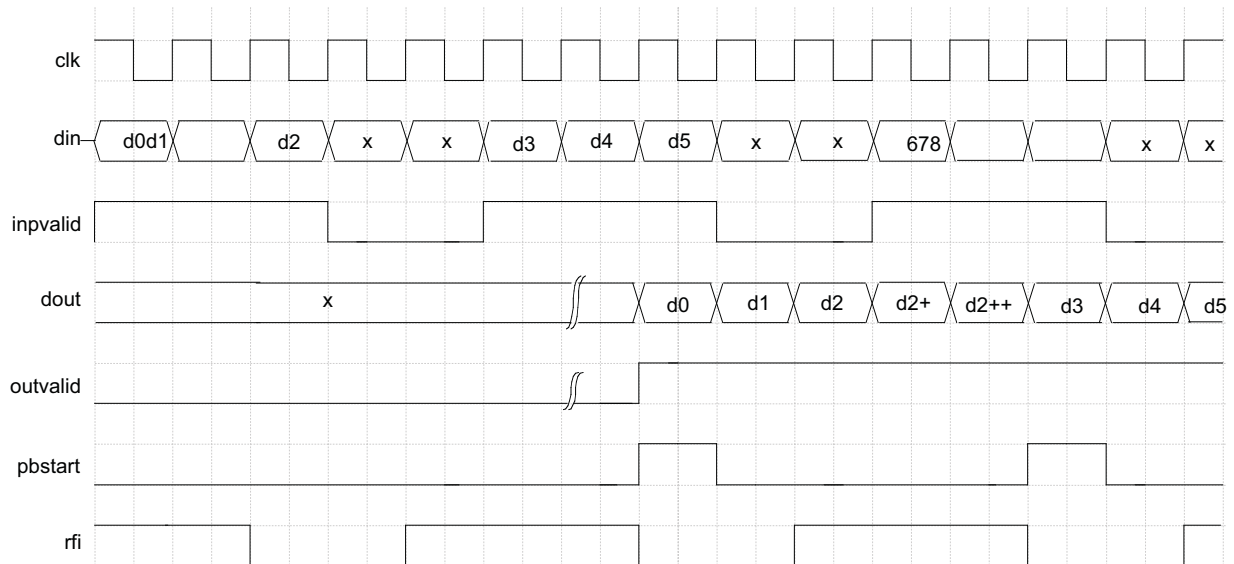 clk
din d0d1 d2 x x d3 d4 d5 x x 678 x x
inpvalid
dout x d0 d1 d2 d2+ d2++ d3 d4 d5
outvalid
pbstart
rfi